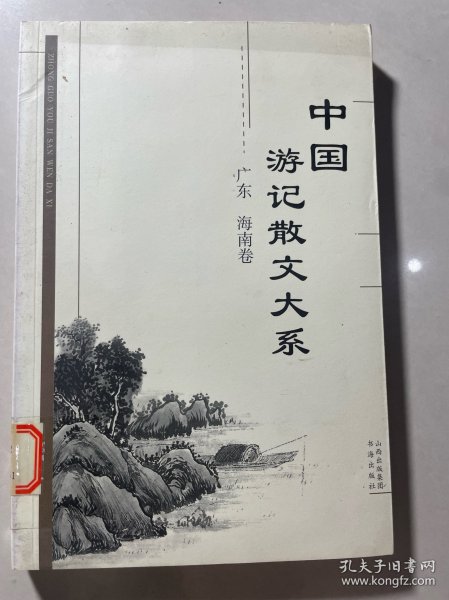 ZHONG GUO YOU JI SAN WEN DA XI
中国
游记散文大系
广东 海南卷
山西出版集团
书海出版社
孔夫子旧书网
www.kongfz.com